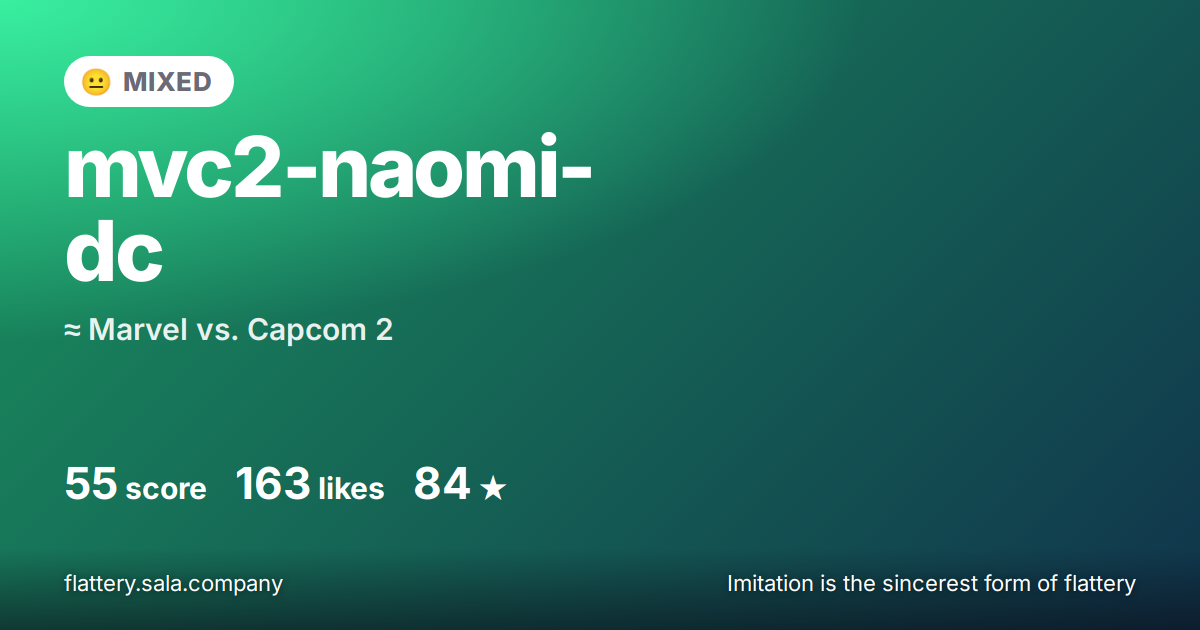 😐 MIXED
mvc2-naomi-
dc
≈ Marvel vs. Capcom 2
55 score 163 likes 84 ★
flattery.sala.company
Imitation is the sincerest form of flattery